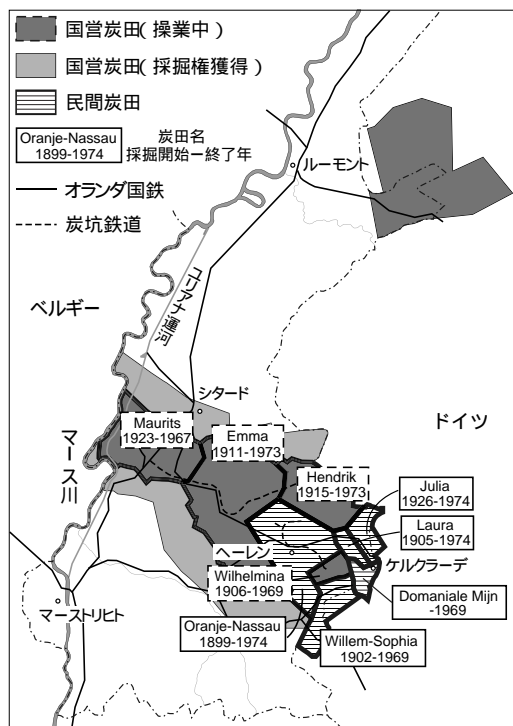 国営炭田(操業中)
国営炭田(採掘権獲得)
民間炭田
Oranje-Nassau
1899-1974
炭田名
採掘開始ー終了年
オランダ国鉄
炭坑鉄道
ルーモント
ユリアナ運河
ベルギー
シタード
ドイツ
マース川
Maurits
1923-1967
Emma
1911-1973
Hendrik
1915-1973
Julia
1926-1974
Laura
1905-1974
ヘーレン
ケルクラーデ
Wilhelmina
1906-1969
Domaniale Mijn
-1969
マーストリヒト
Oranje-Nassau
1899-1974
Willem-Sophia
1902-1969